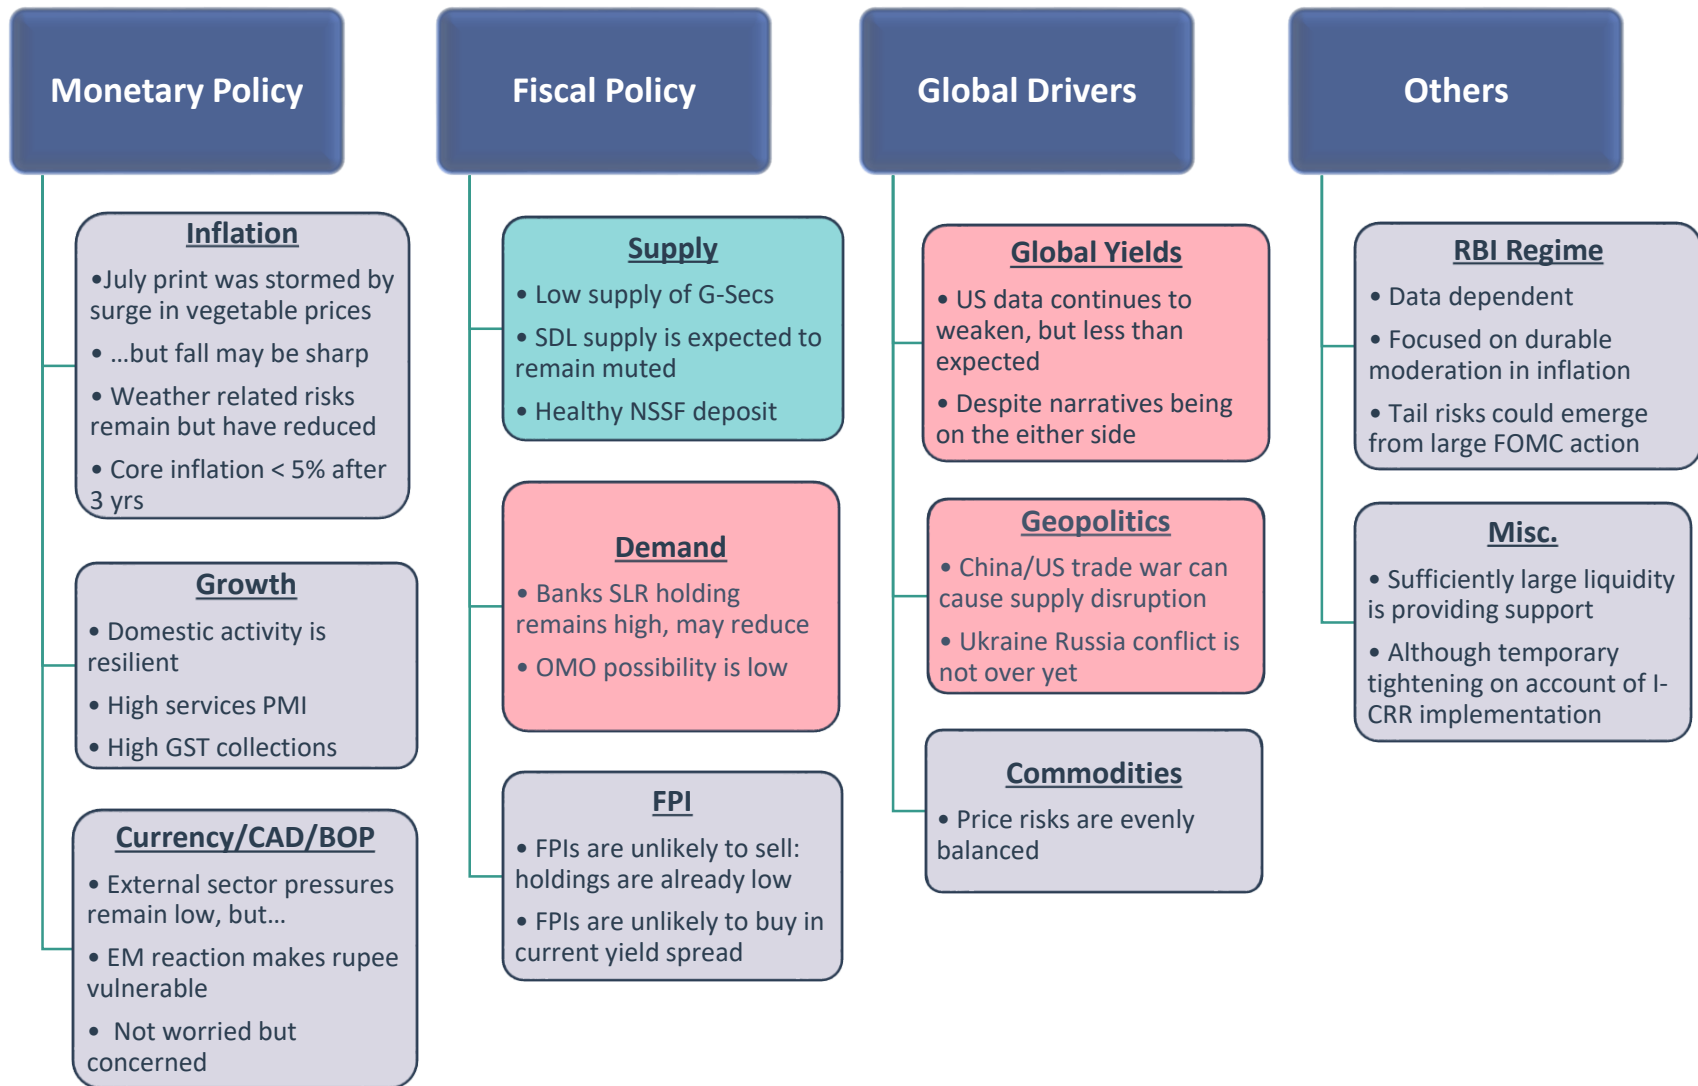 Monetary Policy
Inflation
•July print was stormed by
surge in vegetable prices
• …but fall may be sharp
• Weather related risks
remain but have reduced
• Core inflation < 5% after
3 yrs
Growth
• Domestic activity is
resilient
• High services PMI
• High GST collections
Currency/CAD/BOP
• External sector pressures
remain low, but…
• EM reaction makes rupee
vulnerable
• Not worried but
concerned
Fiscal Policy
Supply
• Low supply of G-Secs
• SDL supply is expected to
remain muted
• Healthy NSSF deposit
Demand
• Banks SLR holding
remains high, may reduce
• OMO possibility is low
FPI
• FPIs are unlikely to sell:
holdings are already low
• FPIs are unlikely to buy in
current yield spread
Global Drivers
Global Yields
• US data continues to
weaken, but less than
expected
• Despite narratives being
on the either side
Geopolitics
• China/US trade war can
cause supply disruption
• Ukraine Russia conflict is
not over yet
Commodities
• Price risks are evenly
balanced
Others
RBI Regime
• Data dependent
• Focused on durable
moderation in inflation
• Tail risks could emerge
from large FOMC action
Misc.
• Sufficiently large liquidity
is providing support
• Although temporary
tightening on account of I-
CRR implementation